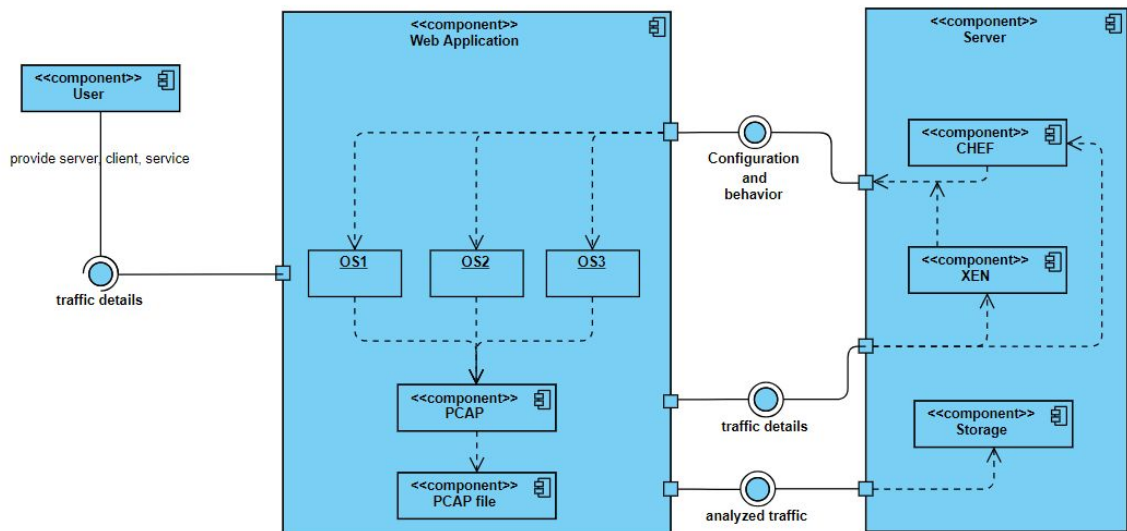 <<component>>
Web Application
<<component>>
Server
<<component>>
User
provide server, client, service
traffic details
OS1
OS2
OS3
<<component>>
PCAP
<<component>>
PCAP file
Configuration
and
behavior
traffic details
analyzed traffic
<<component>>
CHEF
<<component>>
XEN
<<component>>
Storage